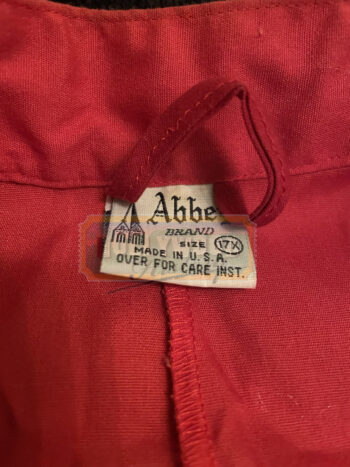 Abbe
BRAND
SIZE 17X
MADE IN U.S.A.
OVER FOR CARE INST.